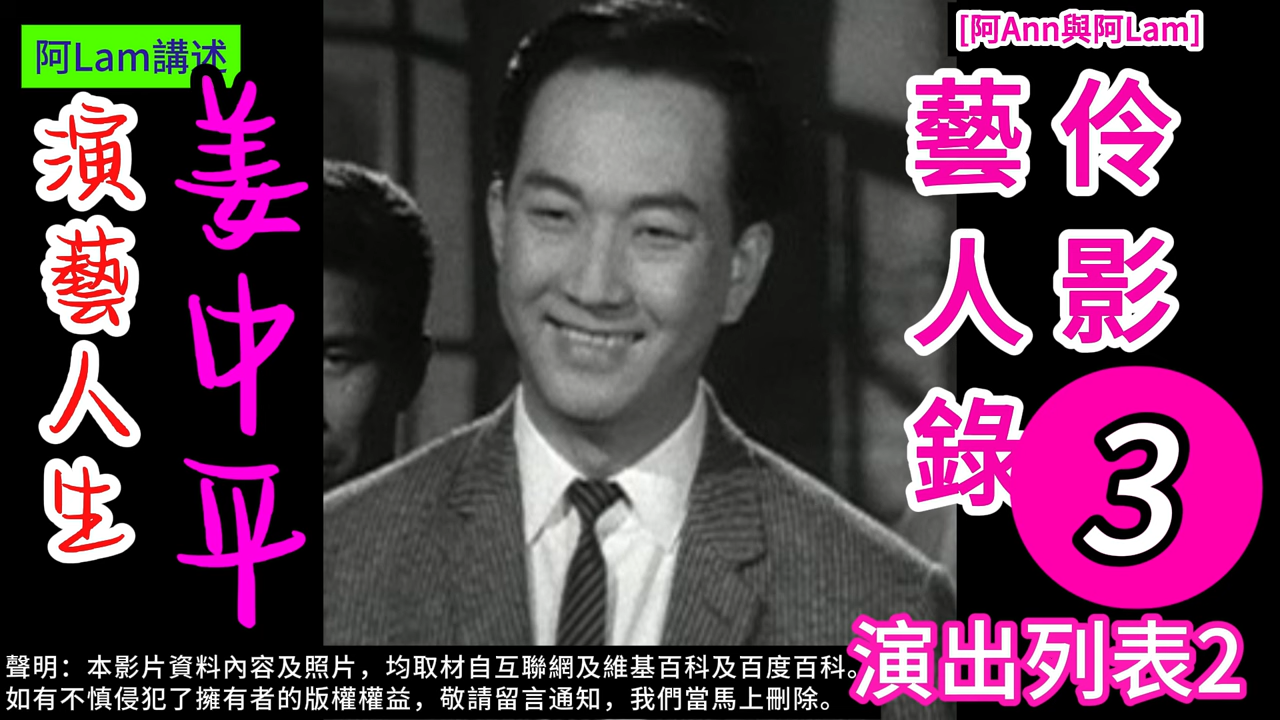 阿Lam講述
姜中平
演藝人生
[阿Ann與阿Lam]
伶影
藝人錄
3
演出列表2
聲明：本影片資料內容及照片，均取材自互聯網及維基百科及百度百科。
如有不慎侵犯了擁有者的版權權益，敬請留言通知，我們當馬上刪除。